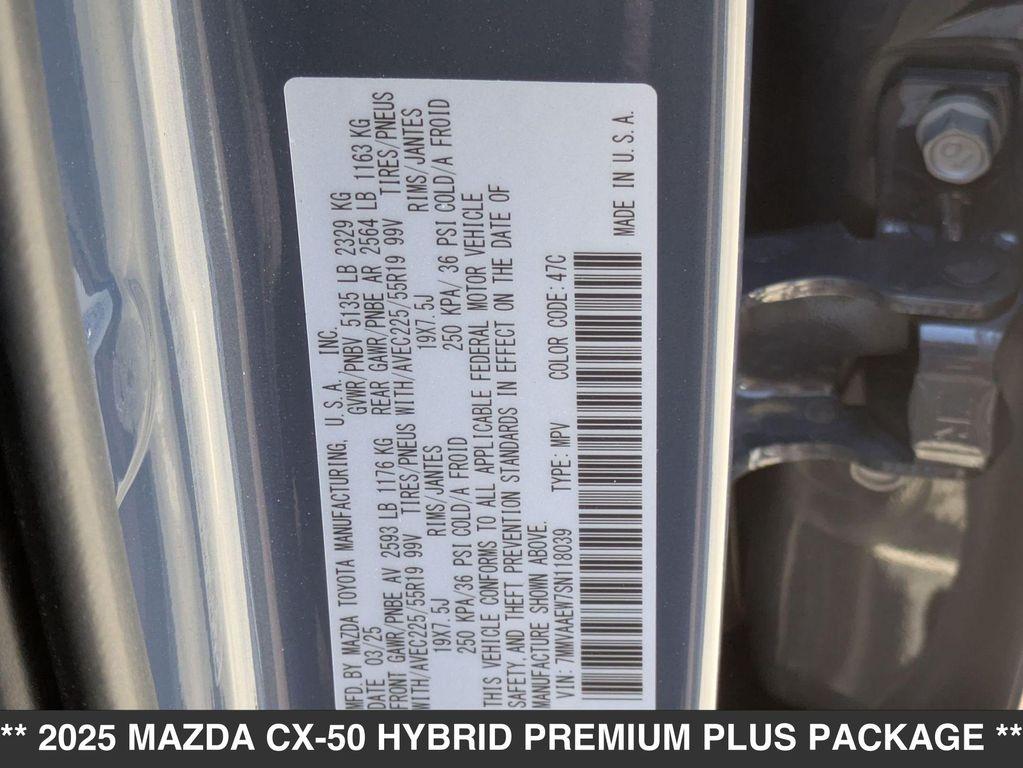 MFD. BY MAZDA TOYOTA MANUFACTURING, U.S.A., INC.
DATE 03/25 GVWR/PNBV 5135 LB 2329 KG
FRONT GAWR/PNBE AV 2593 LB 1176 KG REAR GAWR/PNBE AR 2564 LB 1163 KG
WITH/AVEC225/55R19 99V TIRES/PNEUS WITH/AVEC225/55R19 99V TIRES/PNEUS
19X7.5J RIMS/JANTES 19X7.5J RIMS/JANTES
250 KPA/36 PSI COLD/A FROID 250 KPA/ 36 PSI COLD/A FROID
THIS VEHICLE CONFORMS TO ALL APPLICABLE FEDERAL MOTOR VEHICLE
SAFETY, AND THEFT PREVENTION STANDARDS IN EFFECT ON THE DATE OF
MANUFACTURE SHOWN ABOVE.
VIN: 7MMVAAEW7SN118039 TYPE: MPV COLOR CODE: 47C
MADE IN U.S.A.
** 2025 MAZDA CX-50 HYBRID PREMIUM PLUS PACKAGE **